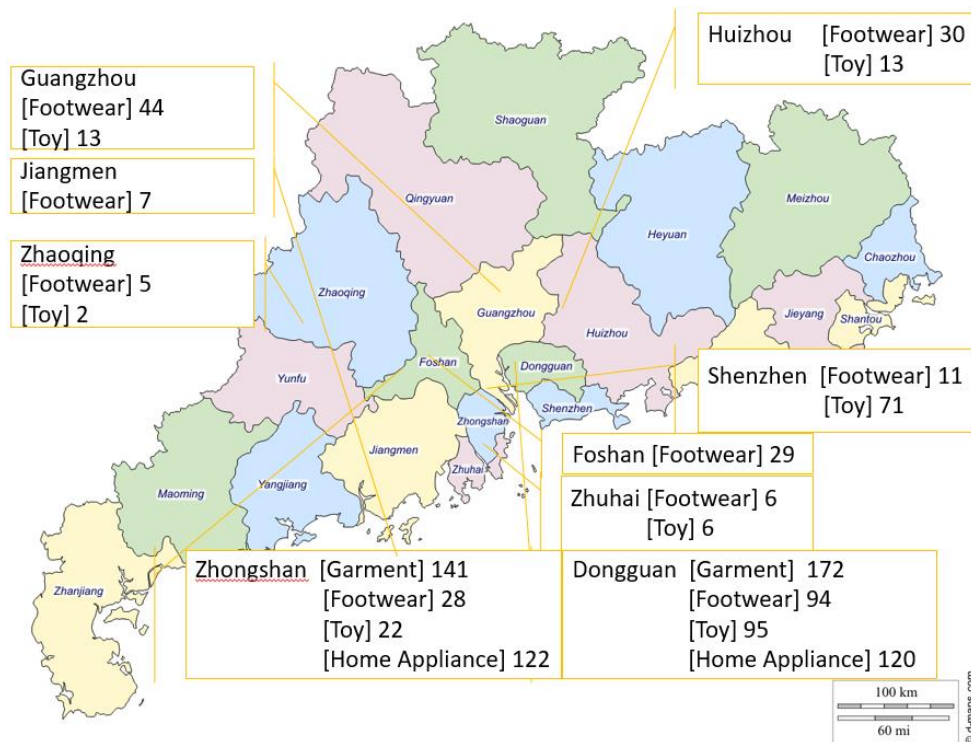 Huizhou [Footwear] 30
[Toy] 13
Guangzhou
[Footwear] 44
[Toy] 13
Jiangmen
[Footwear] 7
Zhaoqing
[Footwear] 5
[Toy] 2
Shaoguan
Qingyuan
Meizhou
Heyuan
Chaozhou
Zhaoqing
Guangzhou
Jieyang
Shantou
Huizhou
Foshan
Dongguan
Yunfu
Shenzhen
Zhongshan
Jiangmen
Zhuhai
Yangjiang
Maoming
Zhanjiang
Shenzhen [Footwear] 11
[Toy] 71
Foshan [Footwear] 29
Zhuhai [Footwear] 6
[Toy] 6
Zhongshan [Garment] 141
[Footwear] 28
[Toy] 22
[Home Appliance] 122
Dongguan [Garment] 172
[Footwear] 94
[Toy] 95
[Home Appliance] 120
100 km
60 mi
© d-maps.com